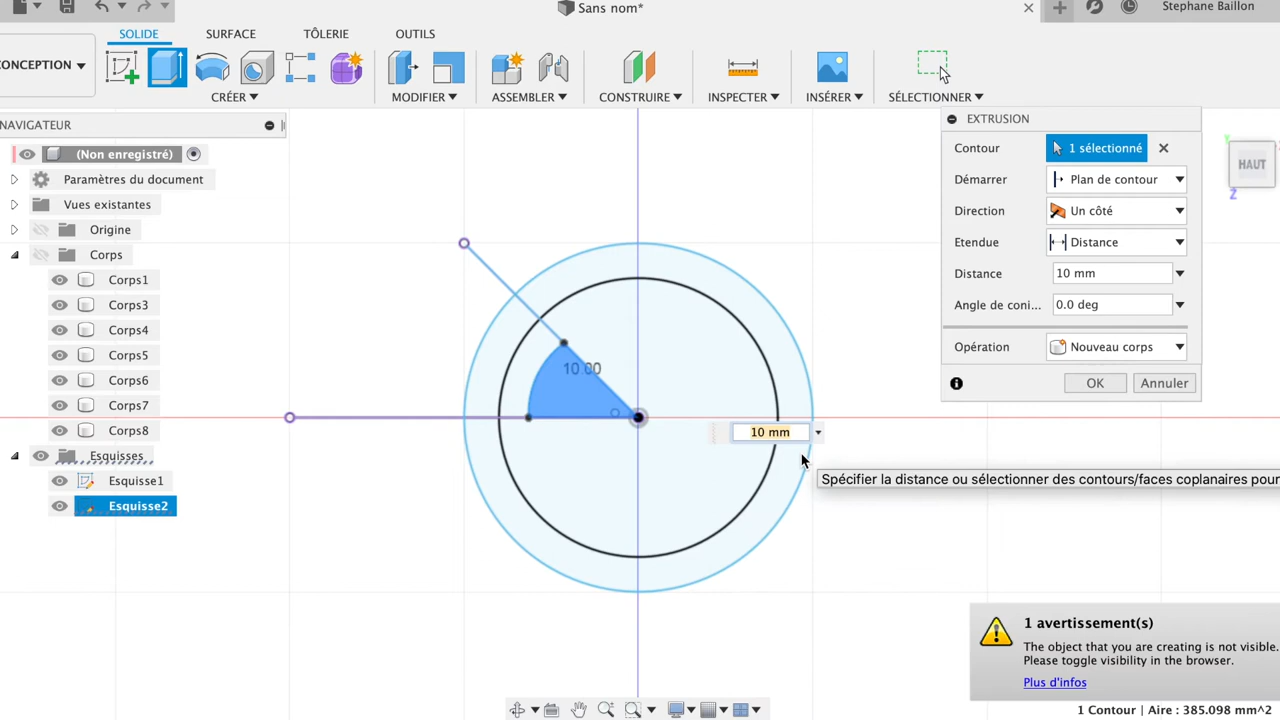 Sans nom*
Stephane Baillon
SOLIDE
SURFACE
TÔLERIE
OUTILS
CONCEPTION
CRÉER
MODIFIER
ASSEMBLER
CONSTRUIRE
INSPECTER
INSÉRER
SÉLECTIONNER
NAVIGATEUR
(Non enregistré)
Paramètres du document
Vues existantes
Origine
Corps
Corps1
Corps3
Corps4
Corps5
Corps6
Corps7
Corps8
Esquisses
Esquisse1
Esquisse2
10.00
10 mm
Spécifier la distance ou sélectionner des contours/faces coplanaires pour
EXTRUSION
Contour
1 sélectionné
Démarrer
Plan de contour
Direction
Un côté
Etendue
Distance
Distance
10 mm
Angle de coni...
0.0 deg
Opération
Nouveau corps
OK
Annuler
HAUT
Y
Z
1 avertissement(s)
The object that you are creating is not visible.
Please toggle visibility in the browser.
Plus d'infos
1 Contour | Aire : 385.098 mm^2